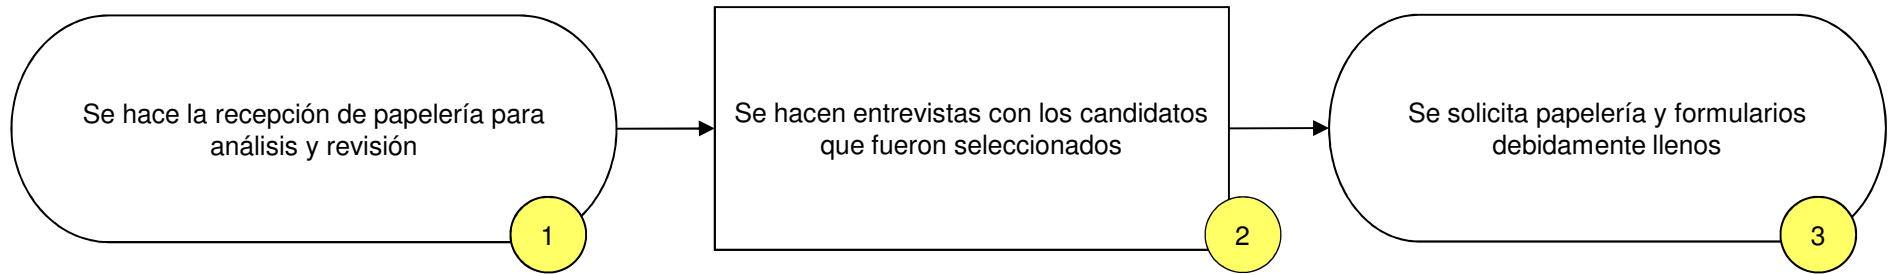 Se hace la recepción de papelería para
análisis y revisión
1
Se hacen entrevistas con los candidatos
que fueron seleccionados
2
Se solicita papelería y formularios
debidamente llenos
3